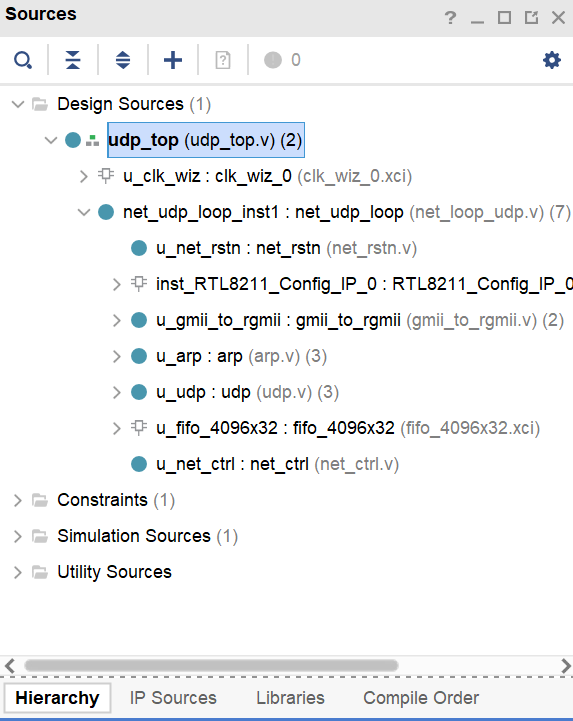 Sources
?
0
Design Sources (1)
udp_top (udp_top.v) (2)
u_clk_wiz : clk_wiz_0 (clk_wiz_0.xci)
net_udp_loop_inst1 : net_udp_loop (net_loop_udp.v) (7)
u_net_rstn : net_rstn (net_rstn.v)
inst_RTL8211_Config_IP_0 : RTL8211_Config_IP_0
u_gmii_to_rgmii : gmii_to_rgmii (gmii_to_rgmii.v) (2)
u_arp : arp (arp.v) (3)
u_udp : udp (udp.v) (3)
u_fifo_4096x32 : fifo_4096x32 (fifo_4096x32.xci)
u_net_ctrl : net_ctrl (net_ctrl.v)
Constraints (1)
Simulation Sources (1)
Utility Sources
Hierarchy IP Sources Libraries Compile Order